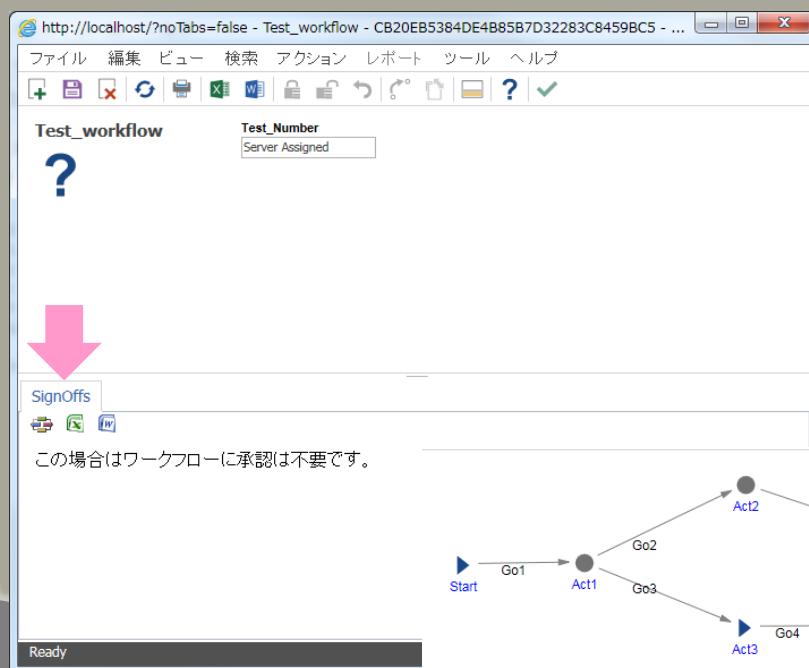 http://localhost/?noTabs=false - Test_workflow - CB20EB5384DE4B85B7D32283C8459BC5 - ...
ファイル 編集 ビュー 検索 アクション レポート ツール ヘルプ
Test_workflow
Test_Number
Server Assigned
SignOffs
この場合はワークフローに承認は不要です。
Act2
Go2
Start
Go1
Act1
Go3
Go4
Act3
Ready